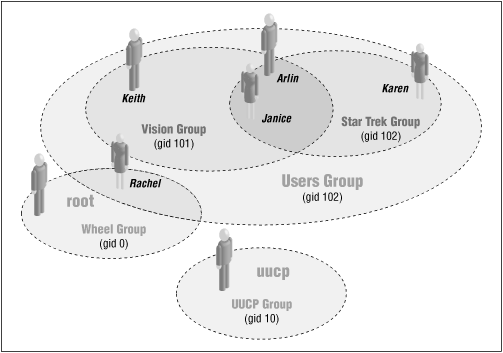 Arlin
Keith
Karen
Janice
Vision Group
(gid 101)
Star Trek Group
(gid 102)
Rachel
Users Group
(gid 102)
root
Wheel Group
(gid 0)
uucp
UUCP Group
(gid 10)